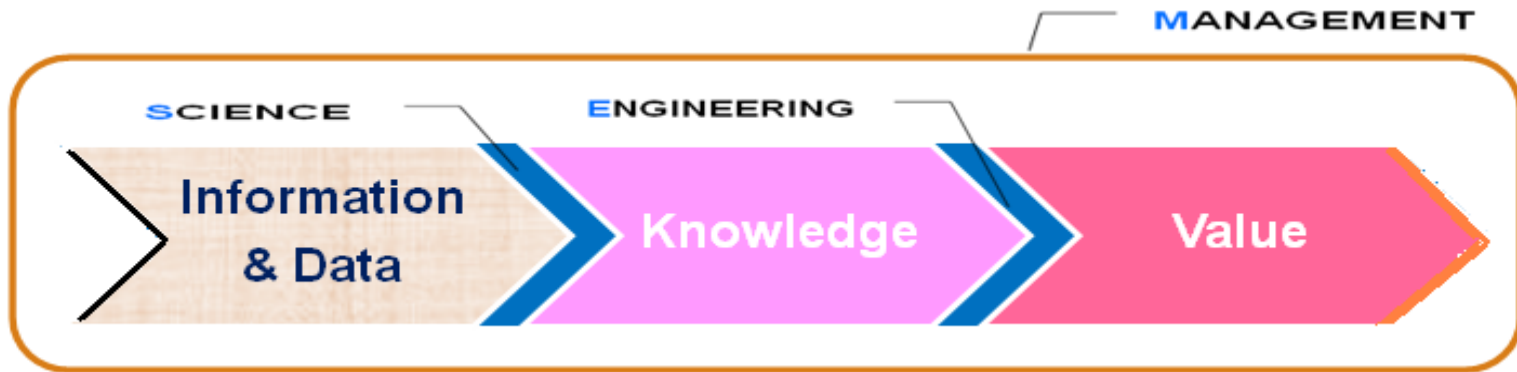 MANAGEMENT
SCIENCE
ENGINEERING
Information
& Data
Knowledge
Value